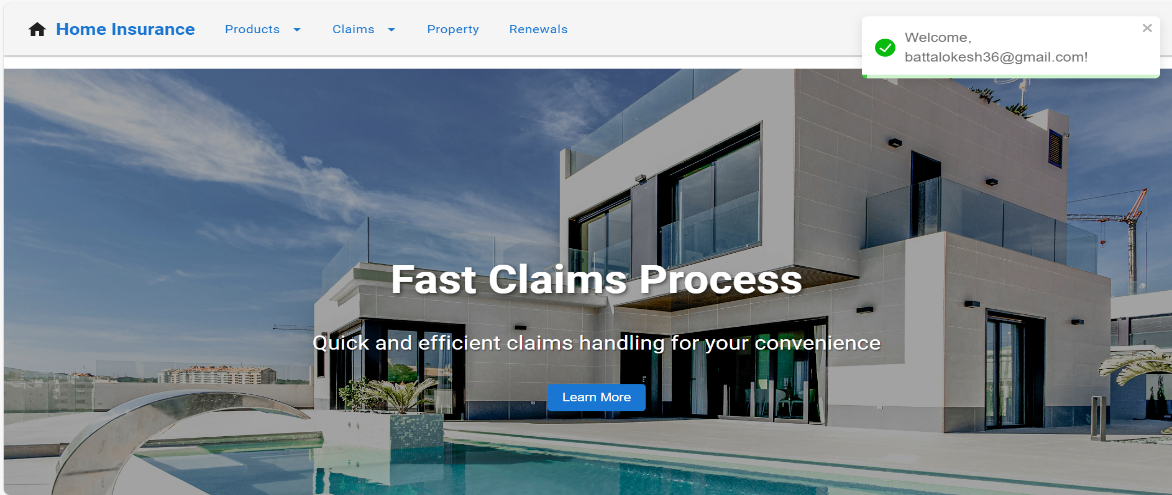 Home Insurance
Products
Claims
Property
Renewals
Welcome,
battalokesh36@gmail.com!
Fast Claims Process
Quick and efficient claims handling for your convenience
Learn More